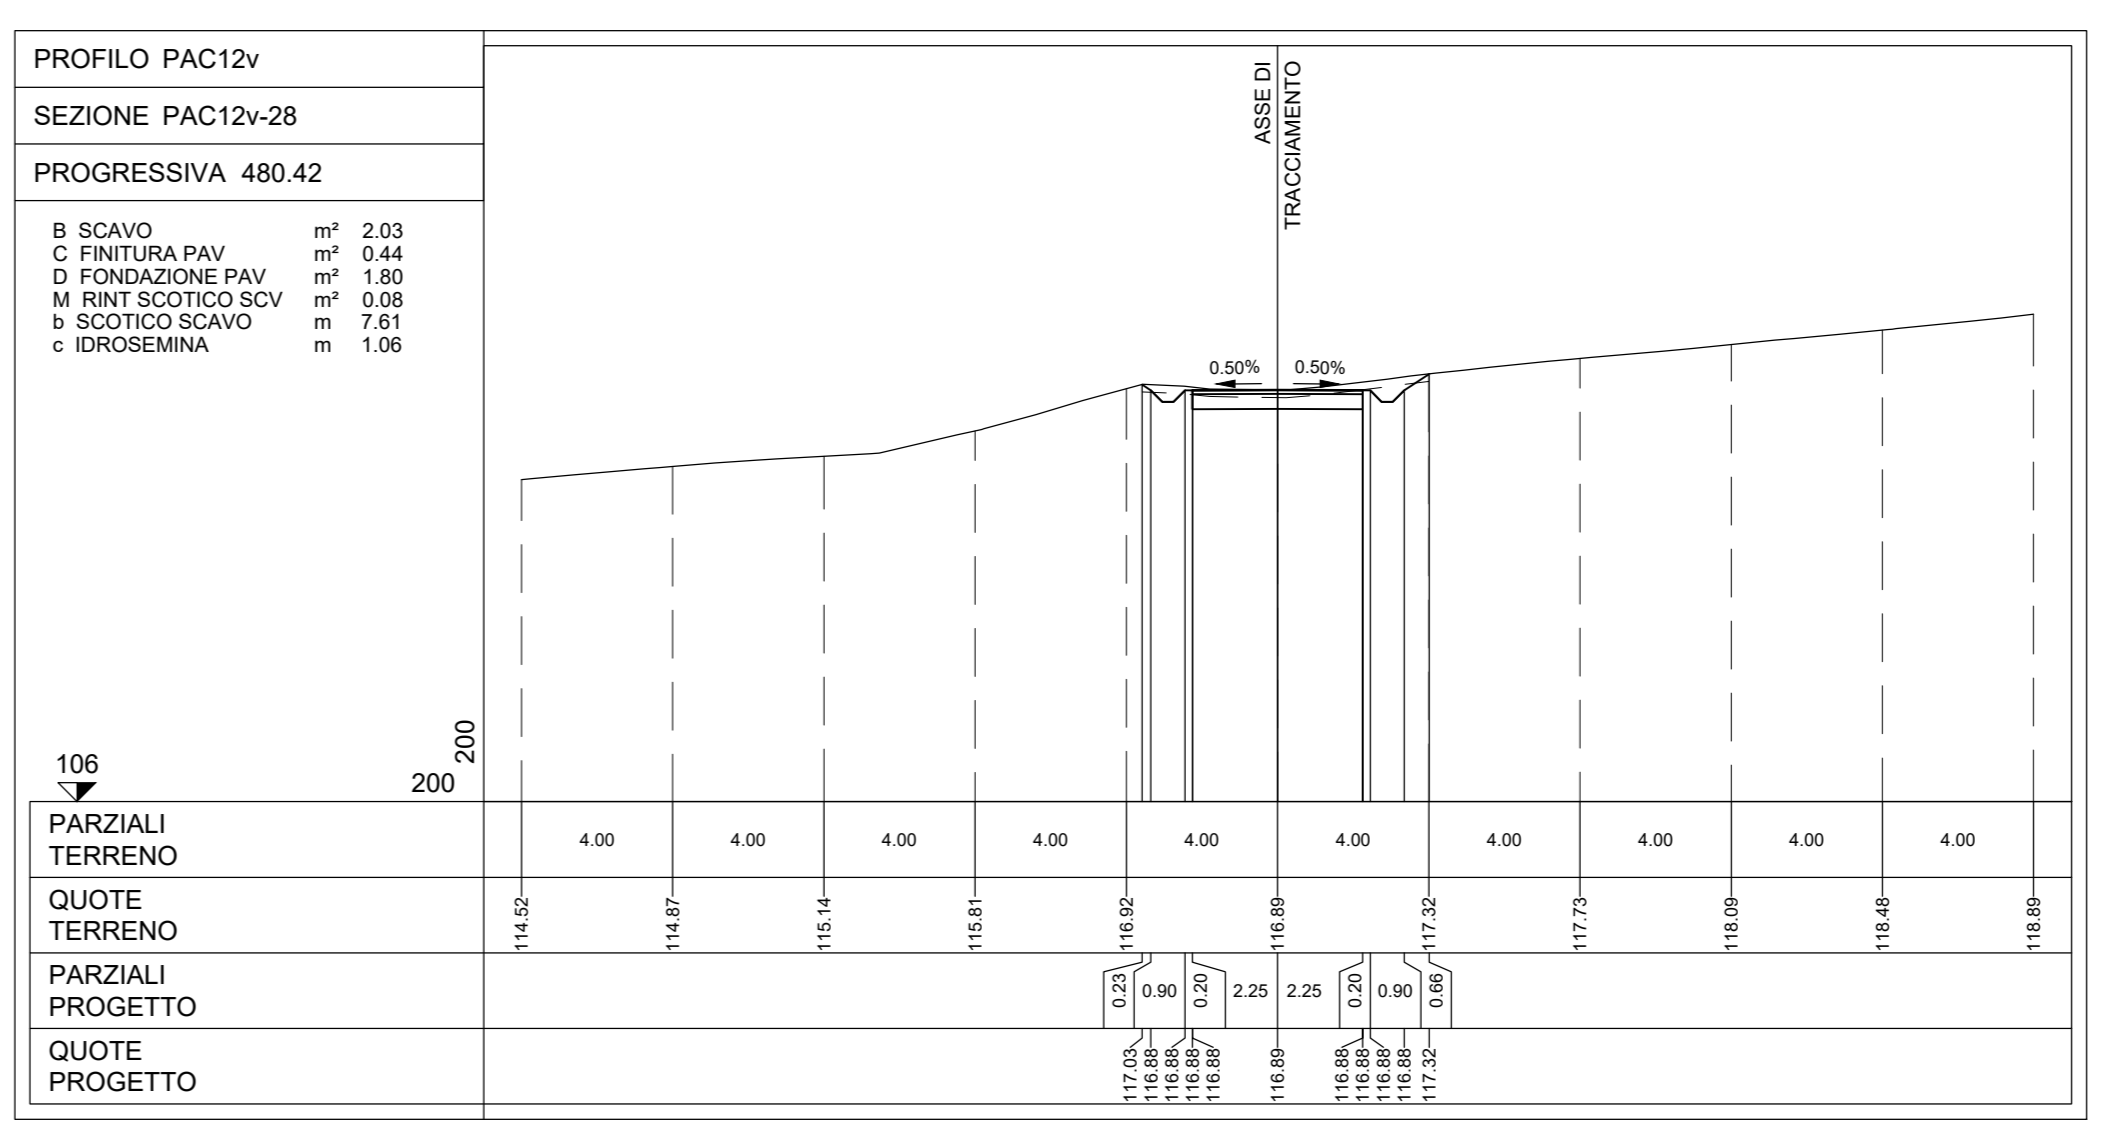 PROFILO PAC12v
SEZIONE PAC12v-28
PROGRESSIVA 480.42
B SCAVO m² 2.03
C FINITURA PAV m² 0.44
D FONDAZIONE PAV m² 1.80
M RINT SCOTICO SCV m² 0.08
b SCOTICO SCAVO m 7.61
c IDROSEMINA m 1.06
ASSE DI
TRACCIAMENTO
0.50% 0.50%
106
200
200
PARZIALI
TERRENO
4.00 4.00 4.00 4.00 4.00 4.00 4.00 4.00 4.00 4.00
QUOTE
TERRENO
114.52 114.87 115.14 115.81 116.92 116.89 117.32 117.73 118.09 118.48 118.89
PARZIALI
PROGETTO
0.23 0.90 0.20 2.25 2.25 0.20 0.90 0.66
QUOTE
PROGETTO
117.03 116.88 116.88 116.88 116.88 116.89 116.88 116.88 116.88 116.88 117.32